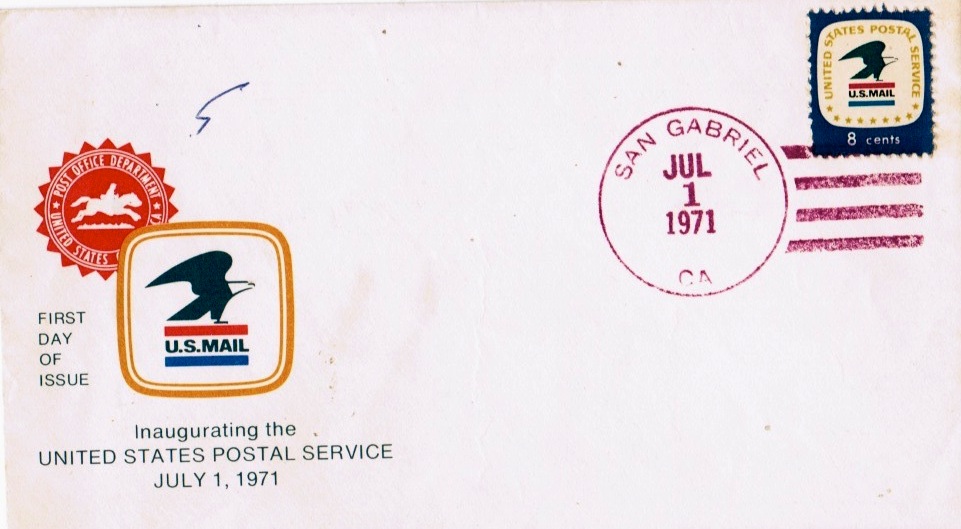 UNITED STATES POSTAL SERVICE
U.S.MAIL
8 cents
SAN GABRIEL
JUL
1
1971
CA
POST OFFICE DEPARTMENT
UNITED STATES
U.S.MAIL
FIRST
DAY
OF
ISSUE
Inaugurating the
UNITED STATES POSTAL SERVICE
JULY 1, 1971